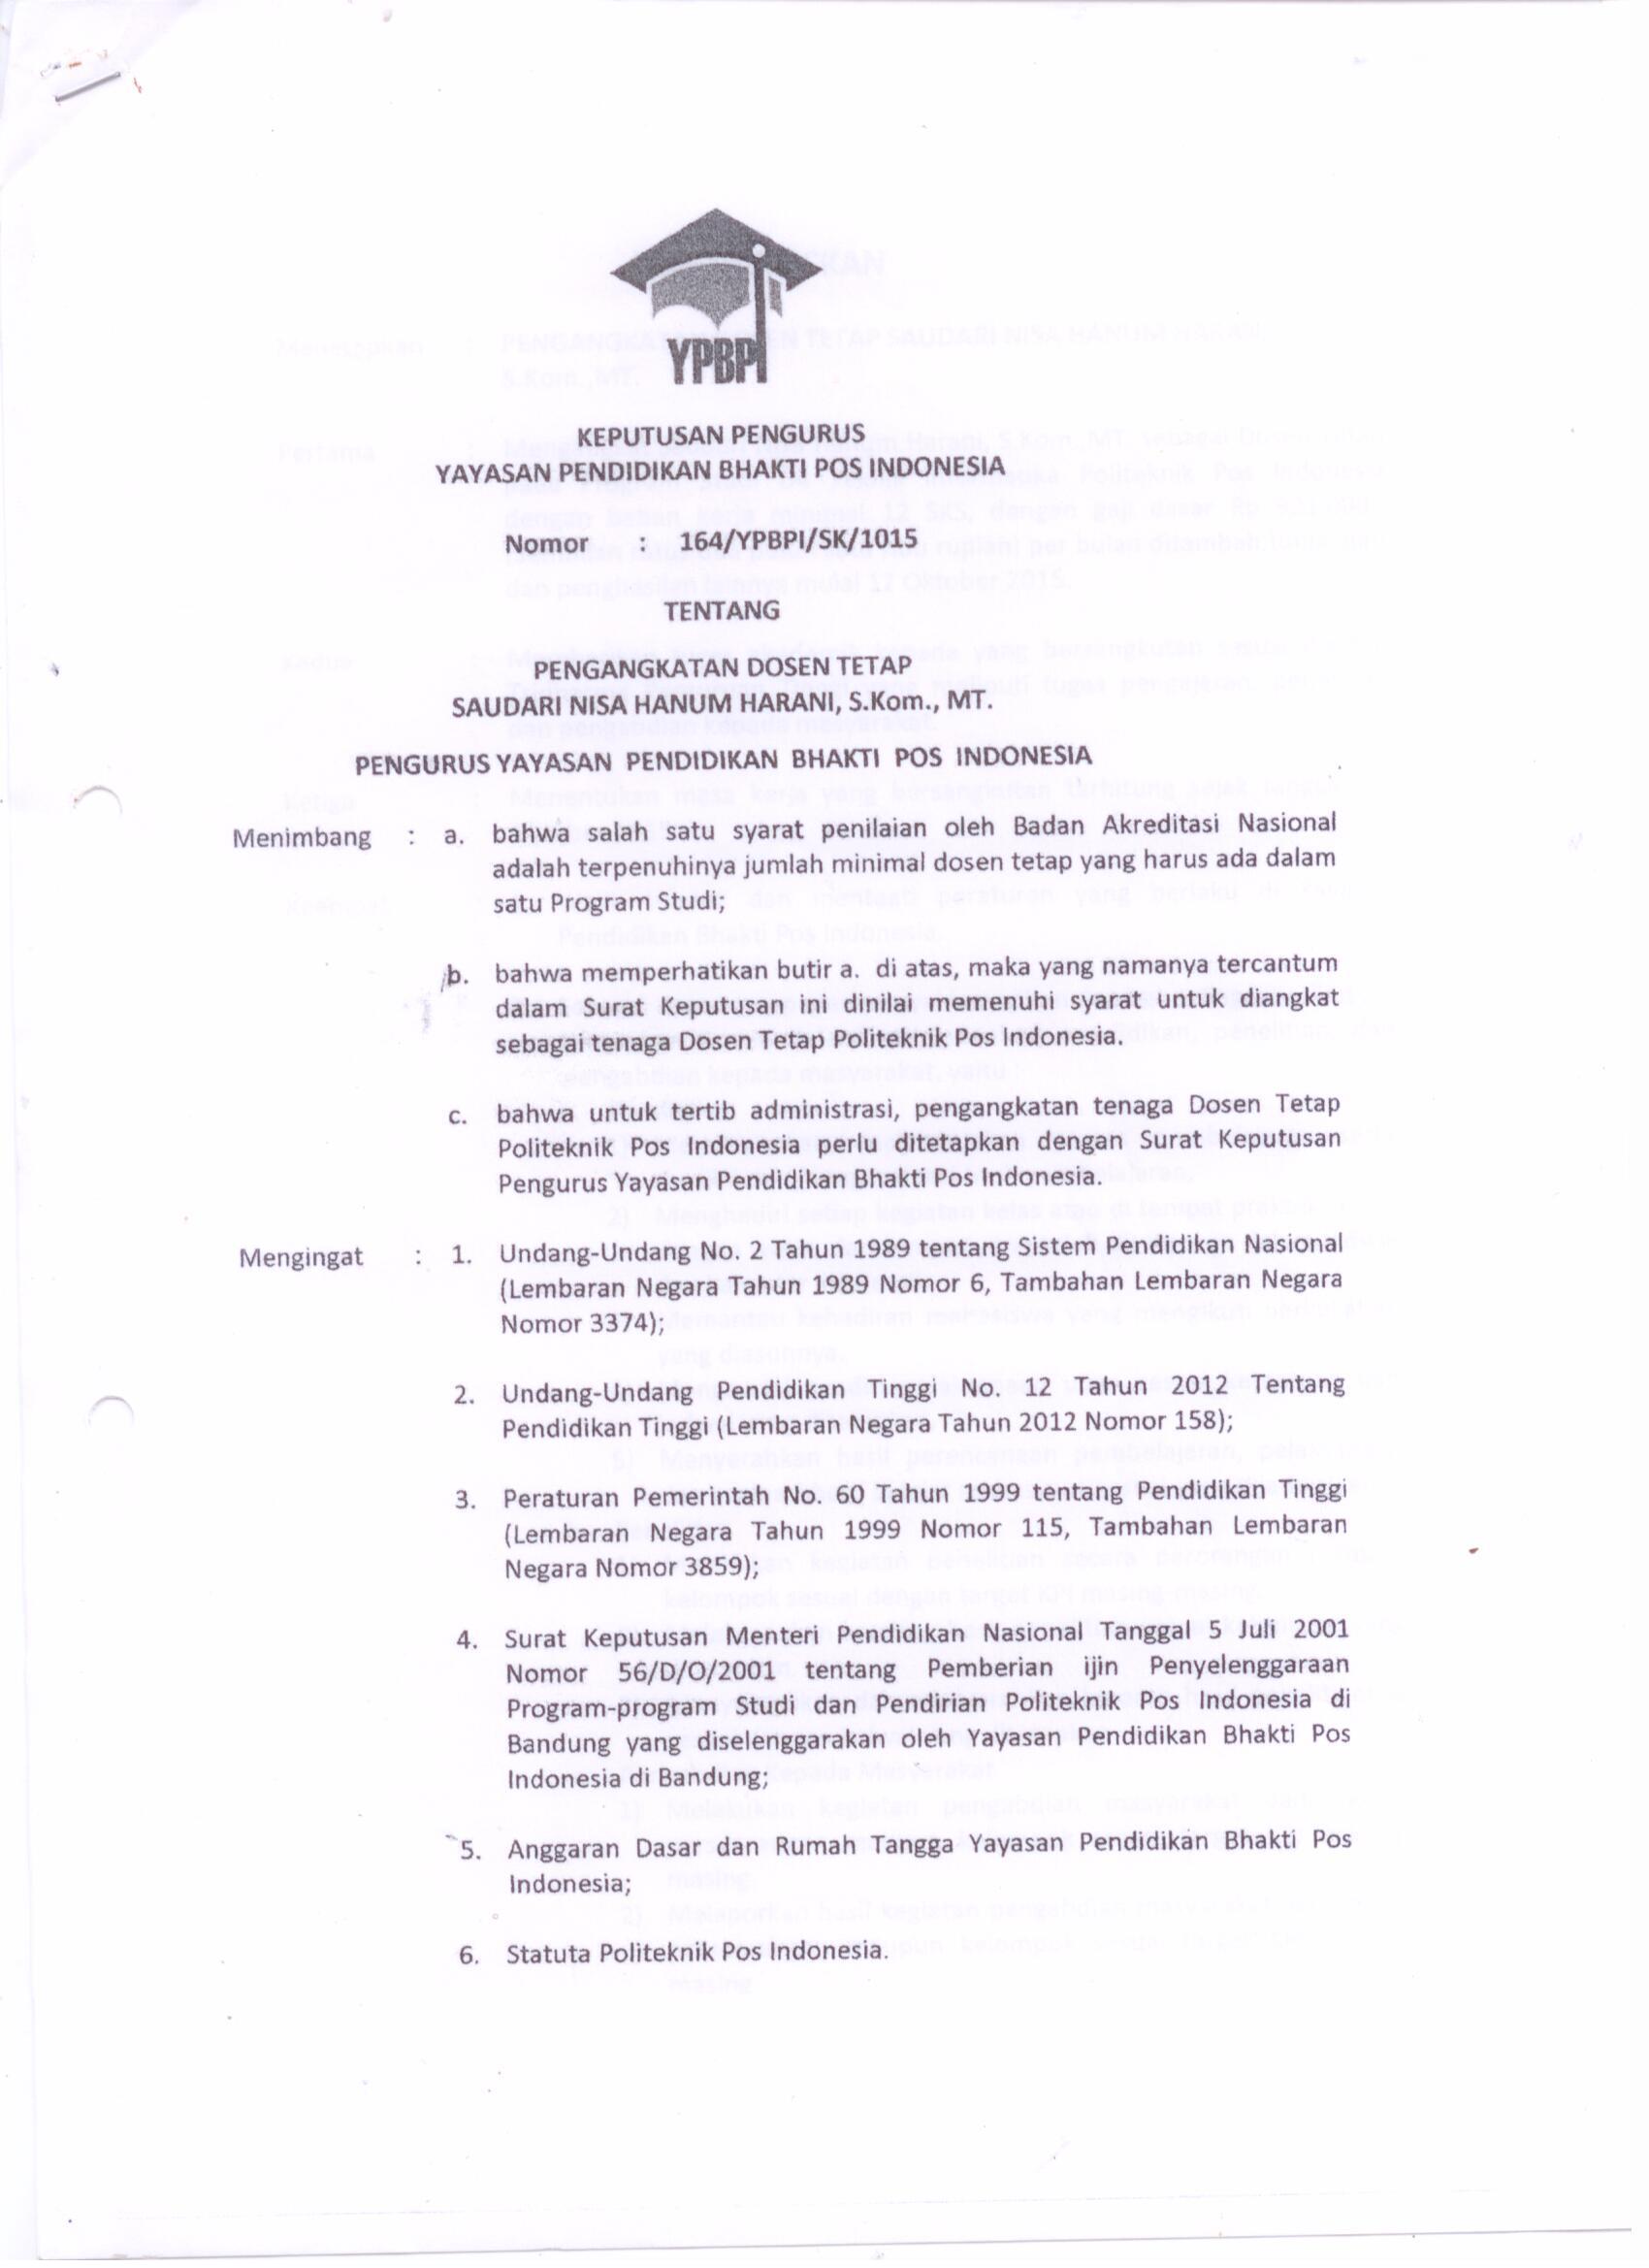 YPBPI
KEPUTUSAN PENGURUS
YAYASAN PENDIDIKAN BHAKTI POS INDONESIA
Nomor : 164/YPBPI/SK/1015
TENTANG
PENGANGKATAN DOSEN TETAP
SAUDARI NISA HANUM HARANI, S.Kom., MT.
PENGURUS YAYASAN PENDIDIKAN BHAKTI POS INDONESIA
Menimbang : a. bahwa salah satu syarat penilaian oleh Badan Akreditasi Nasional
adalah terpenuhinya jumlah minimal dosen tetap yang harus ada dalam
satu Program Studi;
b. bahwa memperhatikan butir a. di atas, maka yang namanya tercantum
dalam Surat Keputusan ini dinilai memenuhi syarat untuk diangkat
sebagai tenaga Dosen Tetap Politeknik Pos Indonesia.
c. bahwa untuk tertib administrasi, pengangkatan tenaga Dosen Tetap
Politeknik Pos Indonesia perlu ditetapkan dengan Surat Keputusan
Pengurus Yayasan Pendidikan Bhakti Pos Indonesia.
Mengingat : 1. Undang-Undang No. 2 Tahun 1989 tentang Sistem Pendidikan Nasional
(Lembaran Negara Tahun 1989 Nomor 6, Tambahan Lembaran Negara
Nomor 3374);
2. Undang-Undang Pendidikan Tinggi No. 12 Tahun 2012 Tentang
Pendidikan Tinggi (Lembaran Negara Tahun 2012 Nomor 158);
3. Peraturan Pemerintah No. 60 Tahun 1999 tentang Pendidikan Tinggi
(Lembaran Negara Tahun 1999 Nomor 115, Tambahan Lembaran
Negara Nomor 3859);
4. Surat Keputusan Menteri Pendidikan Nasional Tanggal 5 Juli 2001
Nomor 56/D/O/2001 tentang Pemberian ijin Penyelenggaraan
Program-program Studi dan Pendirian Politeknik Pos Indonesia di
Bandung yang diselenggarakan oleh Yayasan Pendidikan Bhakti Pos
Indonesia di Bandung;
5. Anggaran Dasar dan Rumah Tangga Yayasan Pendidikan Bhakti Pos
Indonesia;
6. Statuta Politeknik Pos Indonesia.